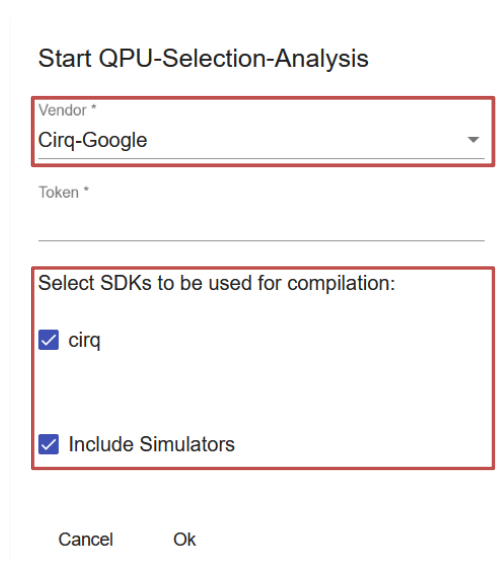 Start QPU-Selection-Analysis
Vendor *
Cirq-Google
Token *
Select SDKs to be used for compilation:
cirq
Include Simulators
Cancel Ok